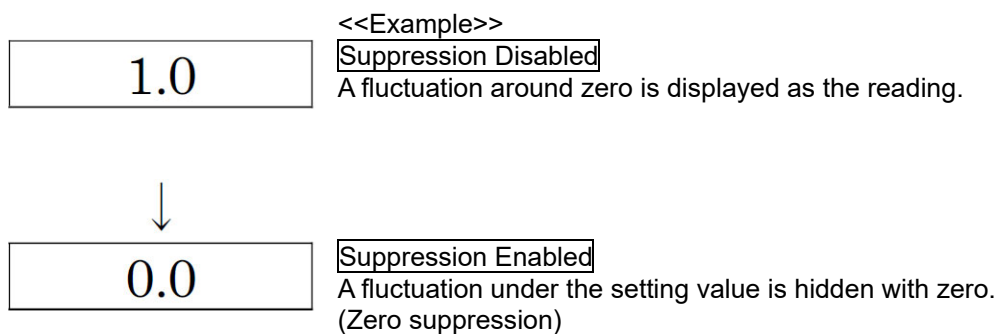 <<Example>>
Suppression Disabled
1.0
A fluctuation around zero is displayed as the reading.
↓
Suppression Enabled
0.0
A fluctuation under the setting value is hidden with zero.
(Zero suppression)